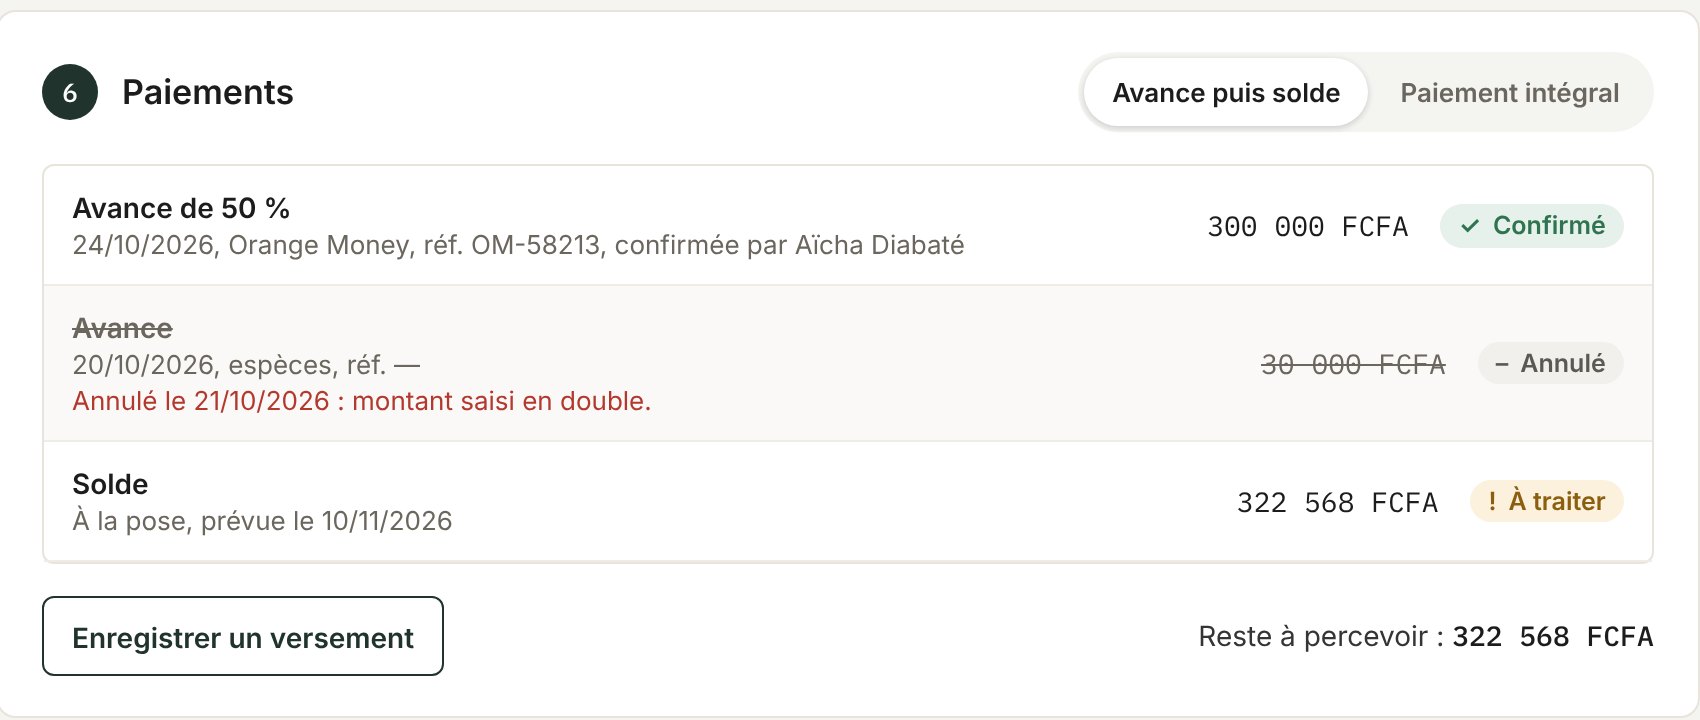 6 Paiements
Avance puis solde
Paiement intégral
Avance de 50 %
24/10/2026, Orange Money, réf. OM-58213, confirmée par Aïcha Diabaté
300 000 FCFA
✓ Confirmé
Avance
20/10/2026, espèces, réf. —
Annulé le 21/10/2026 : montant saisi en double.
30 000 FCFA
– Annulé
Solde
À la pose, prévue le 10/11/2026
322 568 FCFA
! À traiter
Enregistrer un versement
Reste à percevoir : 322 568 FCFA